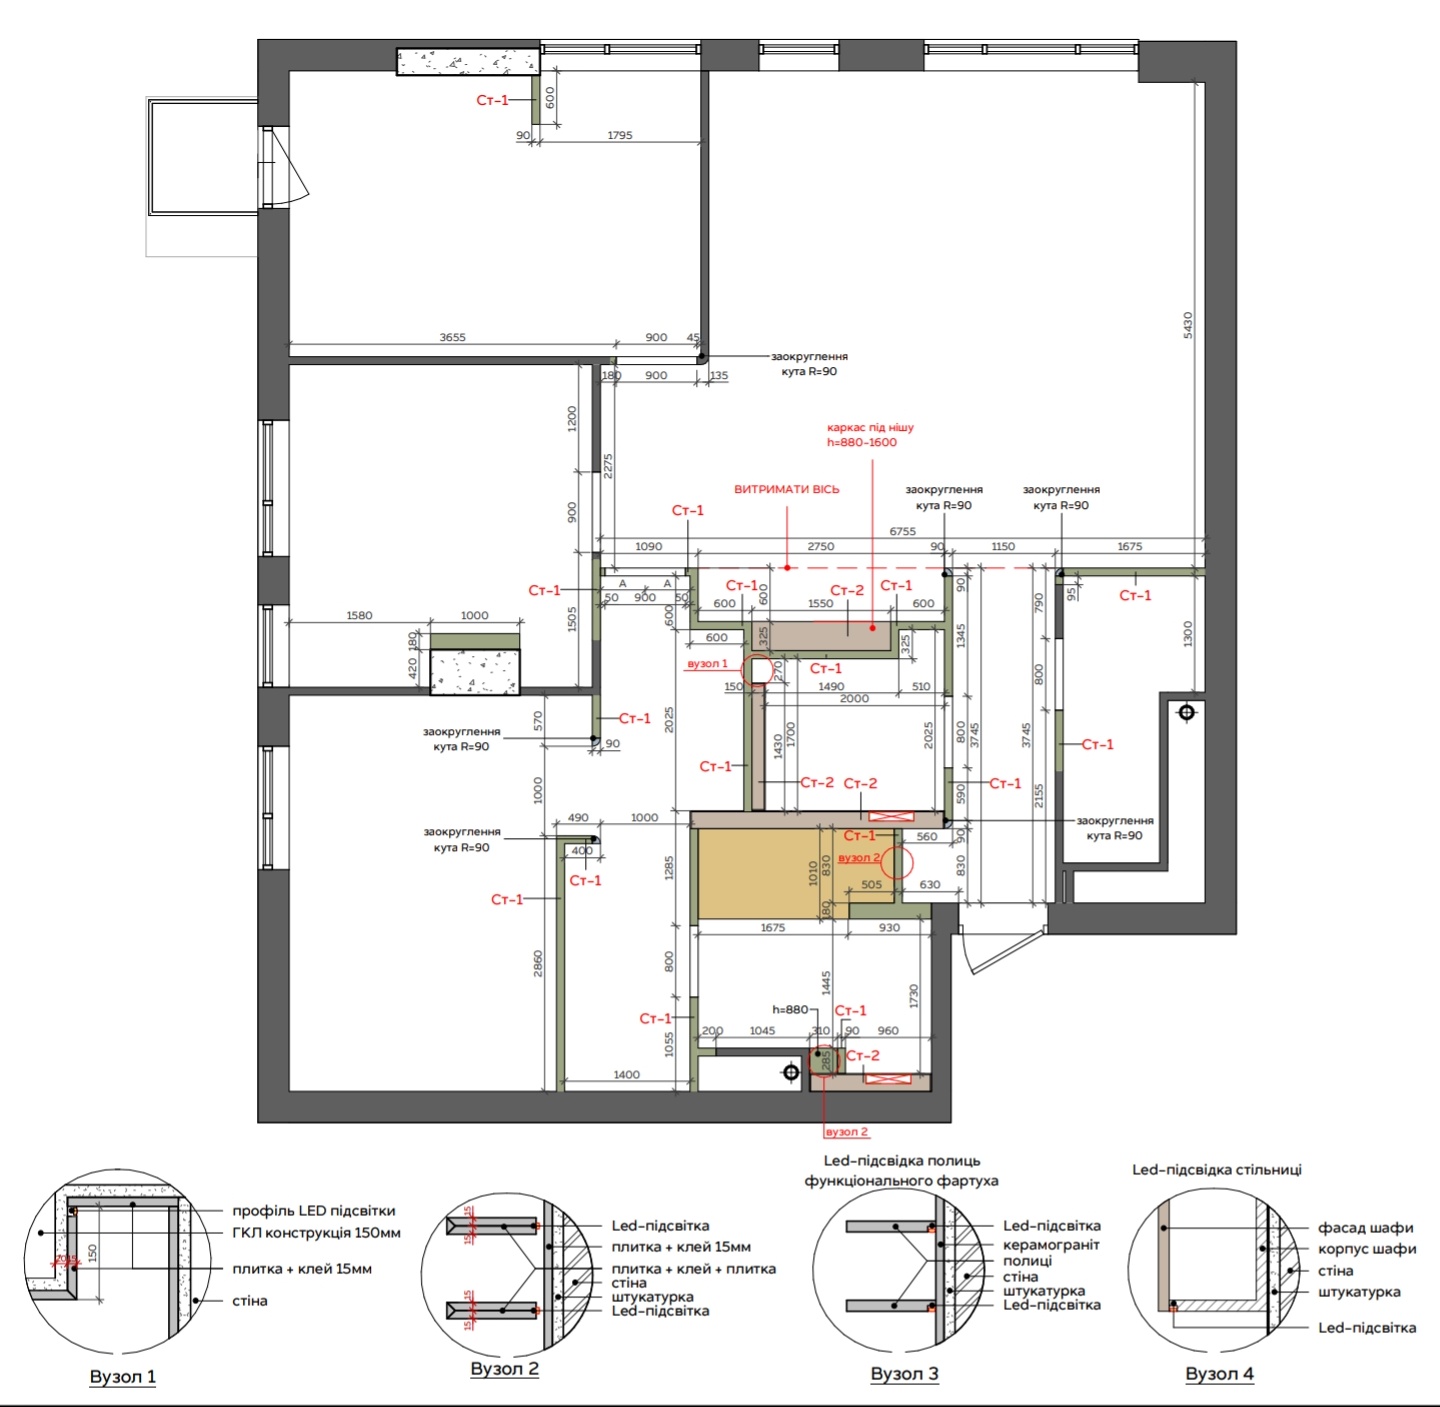 Ст-1
600
90
1795
3655
900
45
заокруглення
кута R=90
180
900
135
1200
2275
каркас під нішу
h=880-1600
900
ВИТРИМАТИ ВІСЬ
заокруглення
кута R=90
заокруглення
кута R=90
Ст-1
6755
1090
2750
90
1150
1675
5430
Ст-1
А
А
50
900
50
600
Ст-1
600
600
1550
Ст-2
Ст-1
600
90
790
95
Ст-1
1580
1000
1505
180
420
600
325
325
1345
1300
вузол 1
270
Ст-1
800
150
1490
510
2000
570
Ст-1
заокруглення
кута R=90
90
2025
1430
1700
2025
800
3745
3745
Ст-1
Ст-1
Ст-2
Ст-2
Ст-1
590
2155
1000
490
1000
заокруглення
кута R=90
заокруглення
кута R=90
400
Ст-1
Ст-1
560
90
вузол 2
1285
1010
830
830
Ст-1
505
630
180
1675
930
2860
800
1445
1730
h=880
Ст-1
Ст-1
200
1045
310
90
960
1055
285
Ст-2
1400
вузол 2
профіль LED підсвітки
ГКЛ конструкція 150мм
150
плитка + клей 15мм
стіна
Вузол 1
15
15
Led-підсвітка
плитка + клей 15мм
плитка + клей + плитка
стіна
штукатурка
Led-підсвітка
15
15
Вузол 2
Led-підсвідка полиць
функціонального фартуха
Led-підсвітка
керамограніт
полиці
стіна
штукатурка
Led-підсвітка
Вузол 3
Led-підсвітка стільниці
фасад шафи
корпус шафи
стіна
штукатурка
Led-підсвітка
Вузол 4